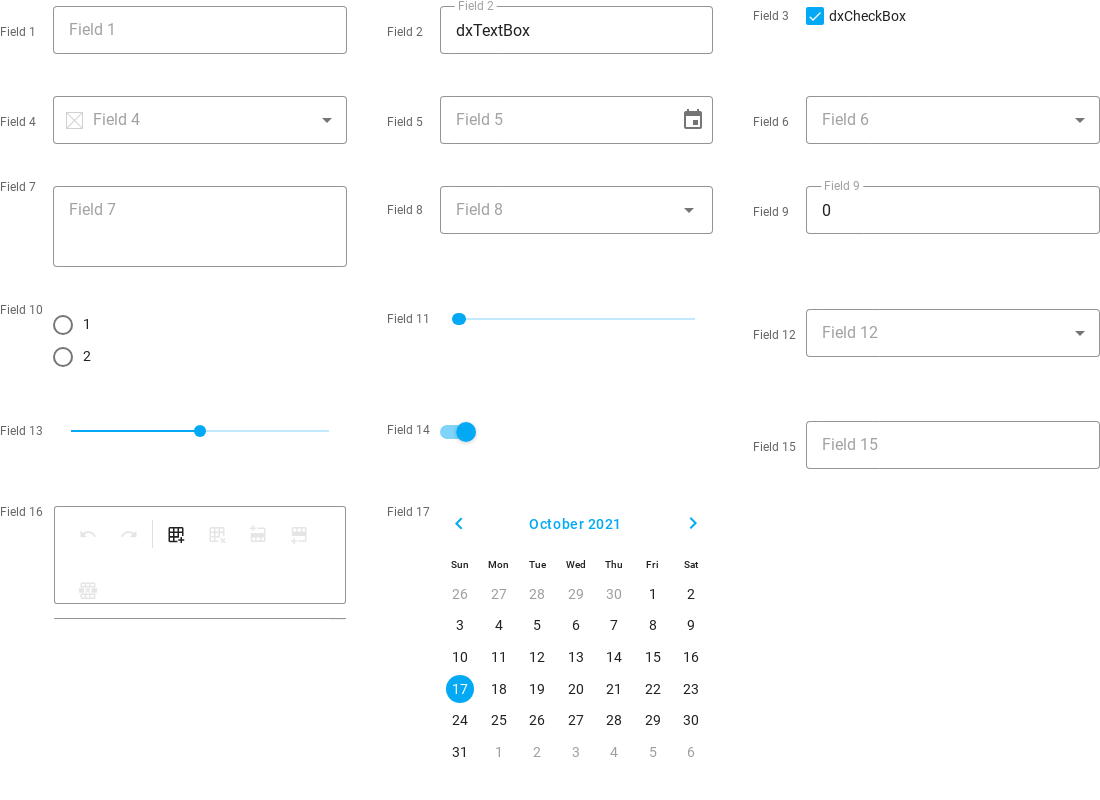 Field 1
Field 1
Field 2
Field 2
dxTextBox
Field 3
dxCheckBox
Field 4
Field 4
Field 5
Field 5
Field 6
Field 6
Field 7
Field 7
Field 8
Field 8
Field 9
Field 9
0
Field 10
1
2
Field 11
Field 12
Field 12
Field 13
Field 14
Field 15
Field 15
Field 16
Field 17
October 2021
Sun Mon Tue Wed Thu Fri Sat
26 27 28 29 30 1 2
3 4 5 6 7 8 9
10 11 12 13 14 15 16
17 18 19 20 21 22 23
24 25 26 27 28 29 30
31 1 2 3 4 5 6